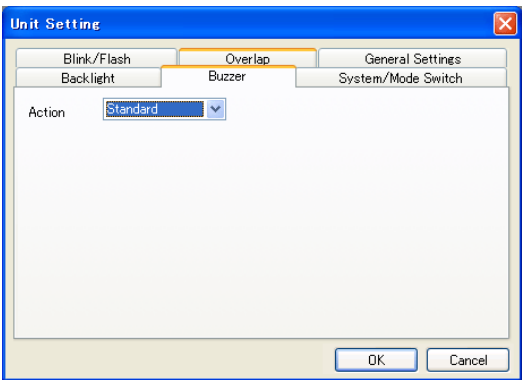 Unit Setting
Blink/Flash Overlap General Settings
Backlight Buzzer System/Mode Switch
Action Standard
OK Cancel